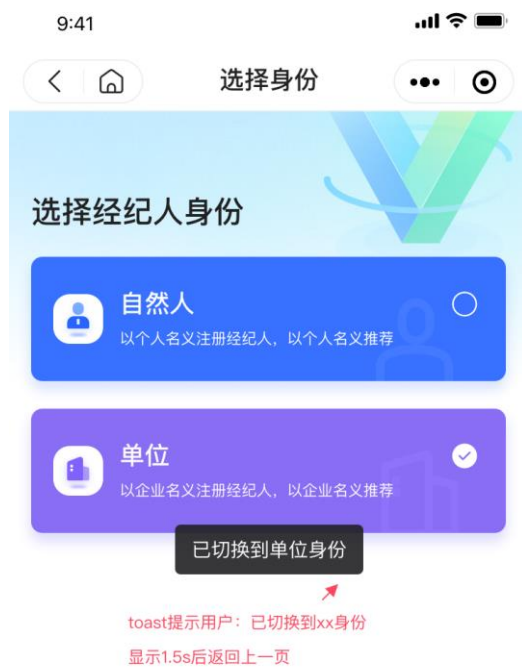 9:41
选择身份
选择经纪人身份
自然人
以个人名义注册经纪人，以个人名义推荐
单位
以企业名义注册经纪人，以企业名义推荐
已切换到单位身份
toast提示用户：已切换到xx身份
显示1.5s后返回上一页